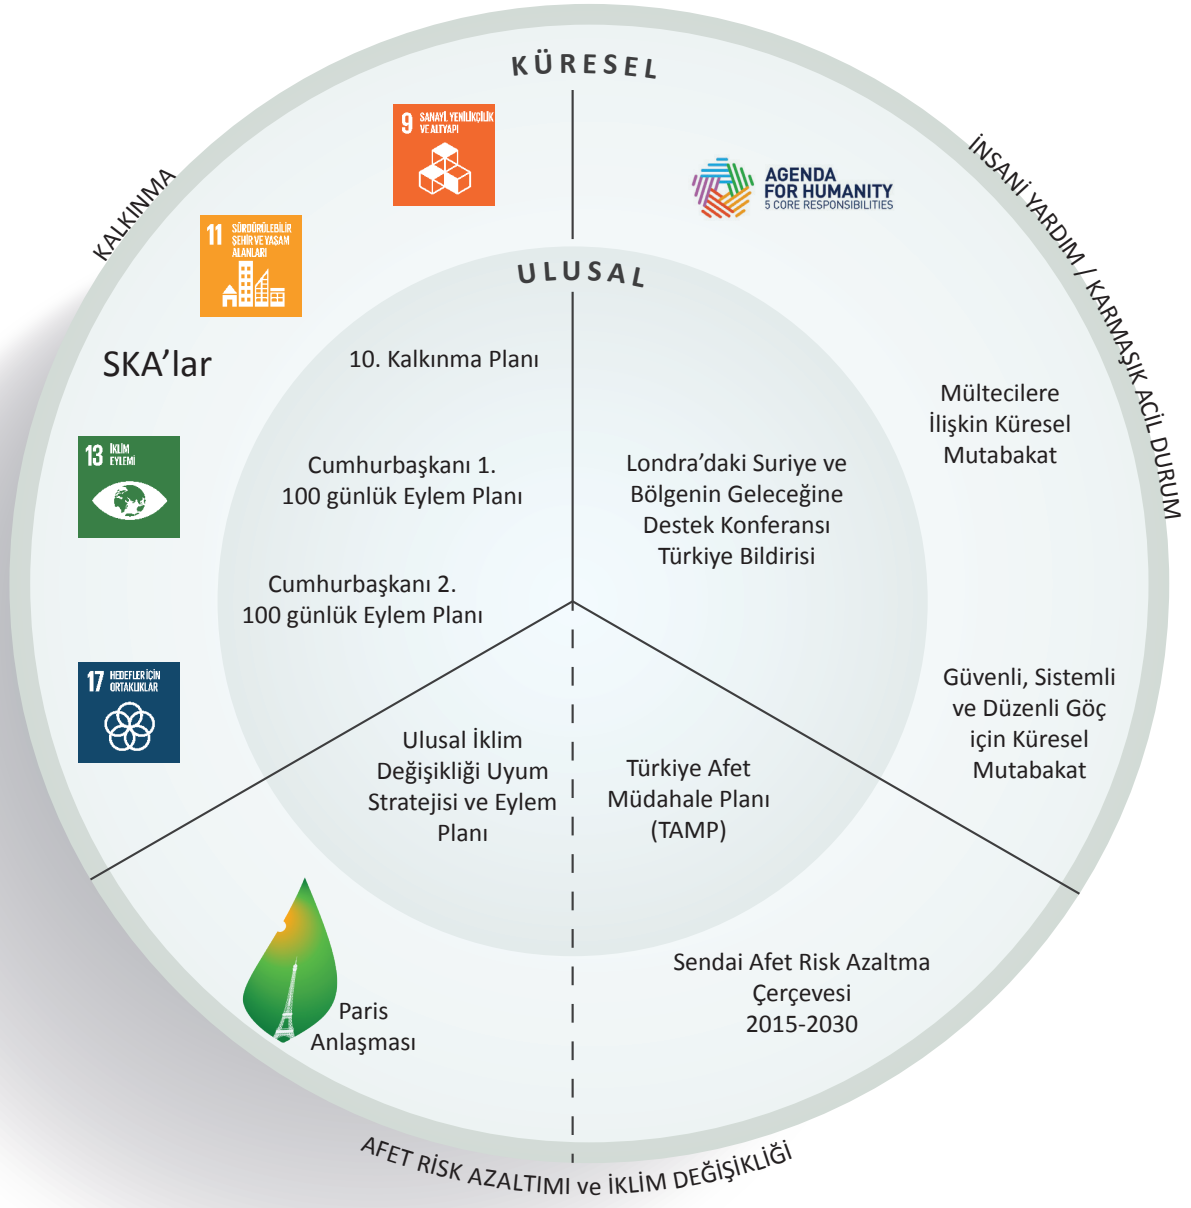 KÜRESEL
KALKINMA
İNSANİ YARDIM / KARMAŞIK ACİL DURUM
9 SANAYİ, YENİLİKÇİLİK
VE ALTYAPI
AGENDA
FOR HUMANITY
5 CORE RESPONSIBILITIES
11 SÜRDÜRÜLEBİLİR
ŞEHİR VE YAŞAM
ALANLARI
ULUSAL
SKA’lar
10. Kalkınma Planı
Mültecilere
İlişkin Küresel
Mutabakat
13 İKLİM
EYLEMİ
Cumhurbaşkanı 1.
100 günlük Eylem Planı
Londra’daki Suriye ve
Bölgenin Geleceğine
Destek Konferansı
Türkiye Bildirisi
Cumhurbaşkanı 2.
100 günlük Eylem Planı
17 HEDEFLER İÇİN
ORTAKLIKLAR
Güvenli, Sistemli
ve Düzenli Göç
için Küresel
Mutabakat
Ulusal İklim
Değişikliği Uyum
Stratejisi ve Eylem
Planı
Türkiye Afet
Müdahale Planı
(TAMP)
Paris
Anlaşması
Sendai Afet Risk Azaltma
Çerçevesi
2015-2030
AFET RİSK AZALTIMI ve İKLİM DEĞİŞİKLİĞİ